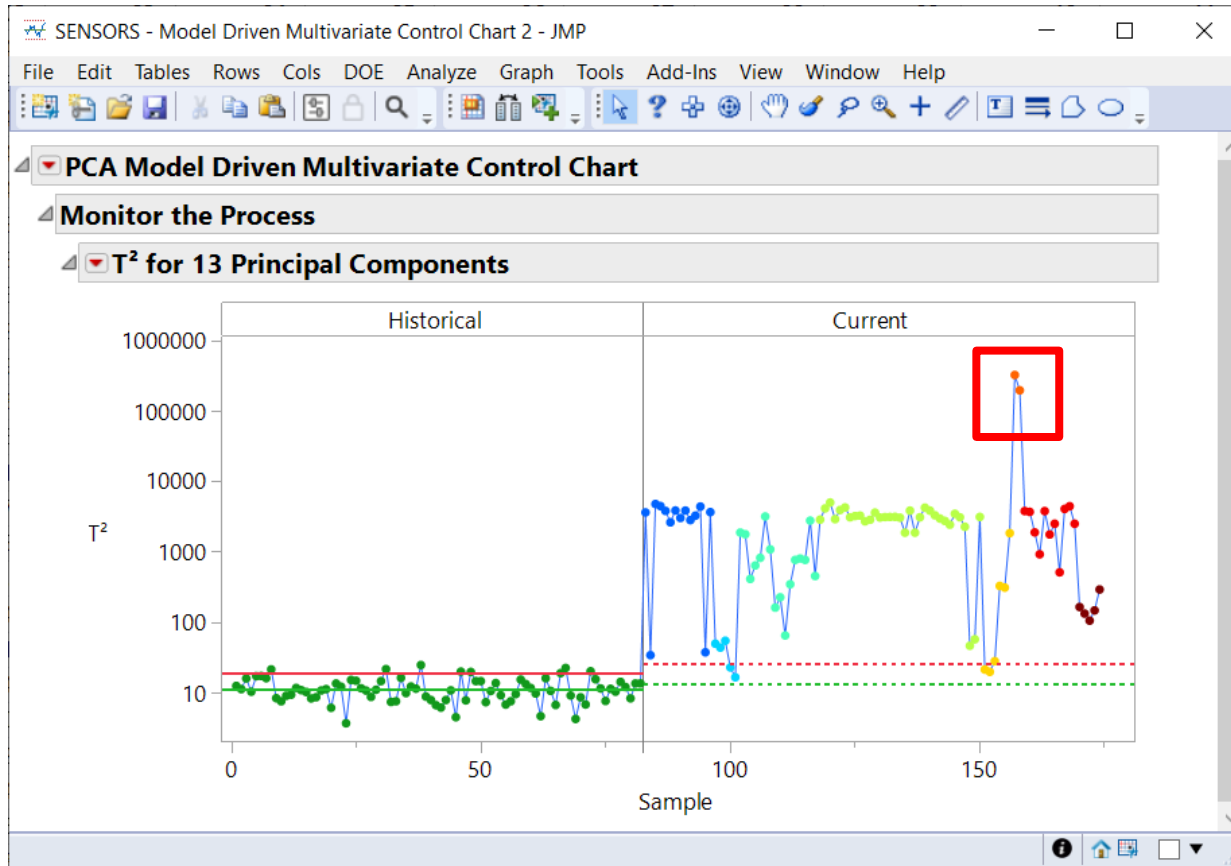 SENSORS - Model Driven Multivariate Control Chart 2 - JMP
File Edit Tables Rows Cols DOE Analyze Graph Tools Add-Ins View Window Help
PCA Model Driven Multivariate Control Chart
Monitor the Process
T² for 13 Principal Components
Historical Current
1000000
100000
10000
1000
100
10
T²
0 50 100 150
Sample